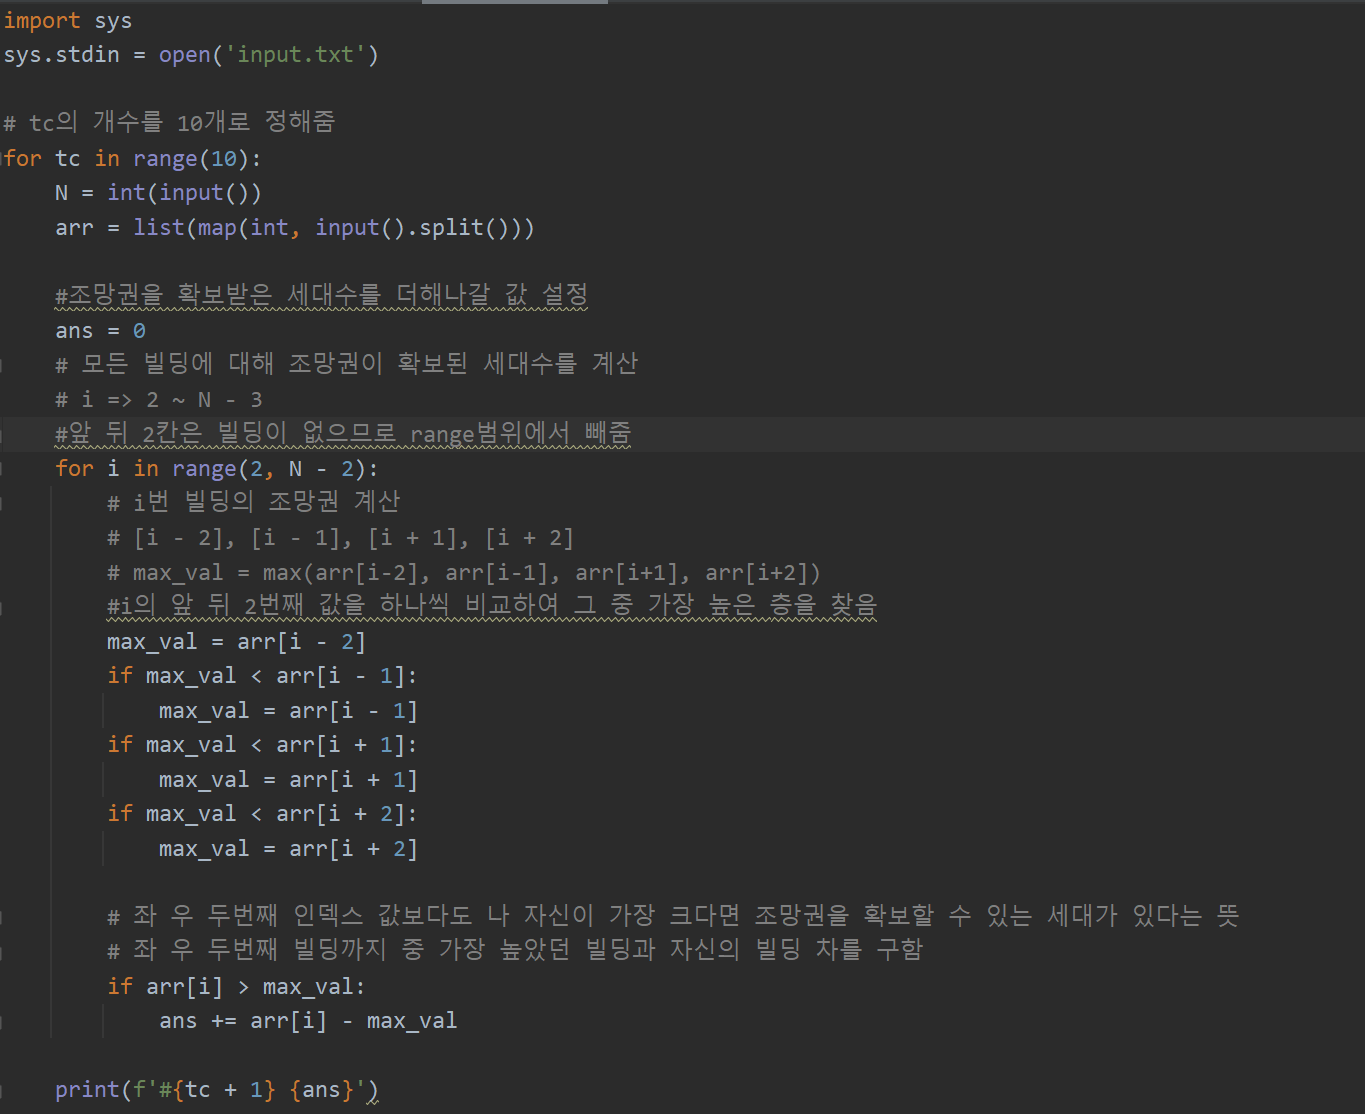 import sys
sys.stdin = open('input.txt')
# tc의 개수를 10개로 정해줌
for tc in range(10):
    N = int(input())
    arr = list(map(int, input().split()))
    #조망권을 확보받은 세대수를 더해나갈 값 설정
    ans = 0
    # 모든 빌딩에 대해 조망권이 확보된 세대수를 계산
    # i => 2 ~ N - 3
    #앞 뒤 2칸은 빌딩이 없으므로 range범위에서 빼줌
    for i in range(2, N - 2):
        # i번 빌딩의 조망권 계산
        # [i - 2], [i - 1], [i + 1], [i + 2]
        # max_val = max(arr[i-2], arr[i-1], arr[i+1], arr[i+2])
        #i의 앞 뒤 2번째 값을 하나씩 비교하여 그 중 가장 높은 층을 찾음
        max_val = arr[i - 2]
        if max_val < arr[i - 1]:
            max_val = arr[i - 1]
        if max_val < arr[i + 1]:
            max_val = arr[i + 1]
        if max_val < arr[i + 2]:
            max_val = arr[i + 2]
        # 좌 우 두번째 인덱스 값보다도 나 자신이 가장 크다면 조망권을 확보할 수 있는 세대가 있다는 뜻
        # 좌 우 두번째 빌딩까지 중 가장 높았던 빌딩과 자신의 빌딩 차를 구함
        if arr[i] > max_val:
            ans += arr[i] - max_val
    print(f'#{tc + 1} {ans}')